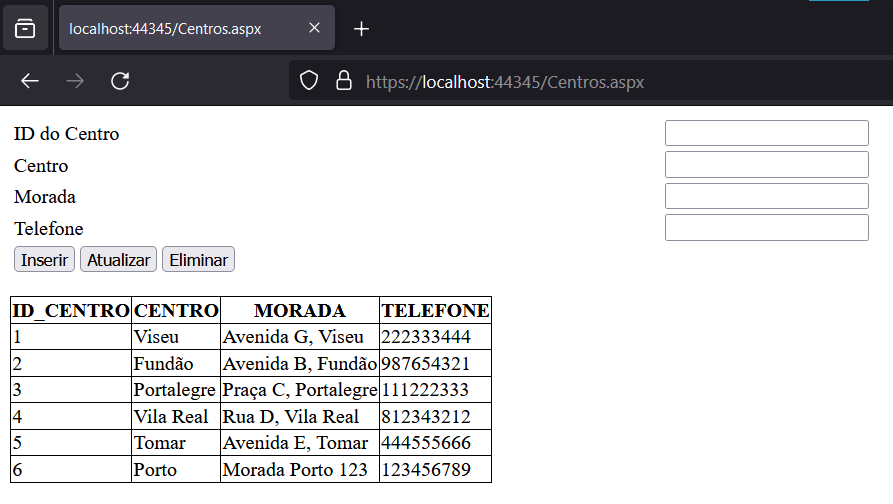 localhost:44345/Centros.aspx
https://localhost:44345/Centros.aspx
ID do Centro
Centro
Morada
Telefone
Inserir Atualizar Eliminar
ID_CENTRO CENTRO MORADA TELEFONE
1 Viseu Avenida G, Viseu 222333444
2 Fundão Avenida B, Fundão 987654321
3 Portalegre Praça C, Portalegre 111222333
4 Vila Real Rua D, Vila Real 812343212
5 Tomar Avenida E, Tomar 444555666
6 Porto Morada Porto 123 123456789